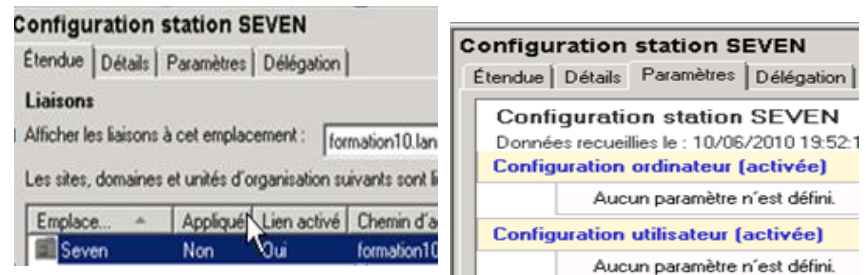 Configuration station SEVEN
Étendue Détails Paramètres Délégation
Liaisons
Afficher les liaisons à cet emplacement : formation10.lan
Les sites, domaines et unités d'organisation suivants sont li
Emplace... Appliqué Lien activé Chemin d'a
Seven Non Oui formation10
Configuration station SEVEN
Étendue Détails Paramètres Délégation
Configuration station SEVEN
Données recueillies le : 10/06/2010 19:52:1
Configuration ordinateur (activée)
Aucun paramètre n'est défini.
Configuration utilisateur (activée)
Aucun paramètre n'est défini.